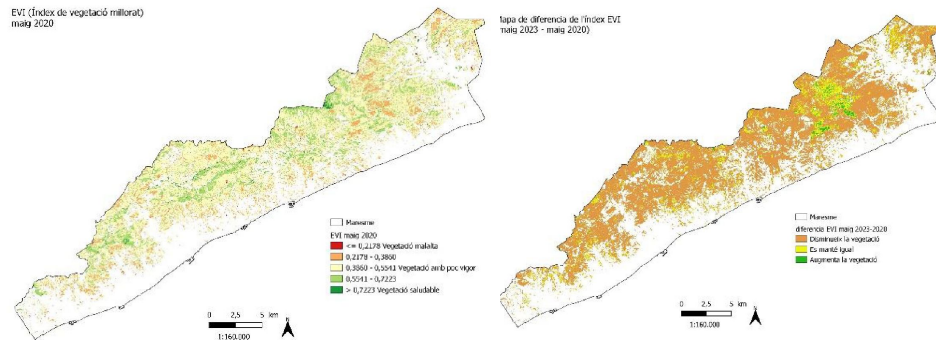 EVI (Índex de vegetació millorat)
maig 2020
Maresme
EVI maig 2020
<= 0,2178 Vegetació malalta
0,2178 - 0,3860
0,3860 - 0,5541 Vegetació amb poc vigor
0,5541 - 0,7223
> 0,7223 Vegetació saludable
0 2,5 5 km
1:160.000
N
Mapa de diferencia de l'índex EVI
maig 2023 - maig 2020)
Maresme
diferencia EVI maig 2023-2020
Disminueix la vegetació
Es manté igual
Augmenta la vegetació
0 2,5 5 km
1:160.000
N